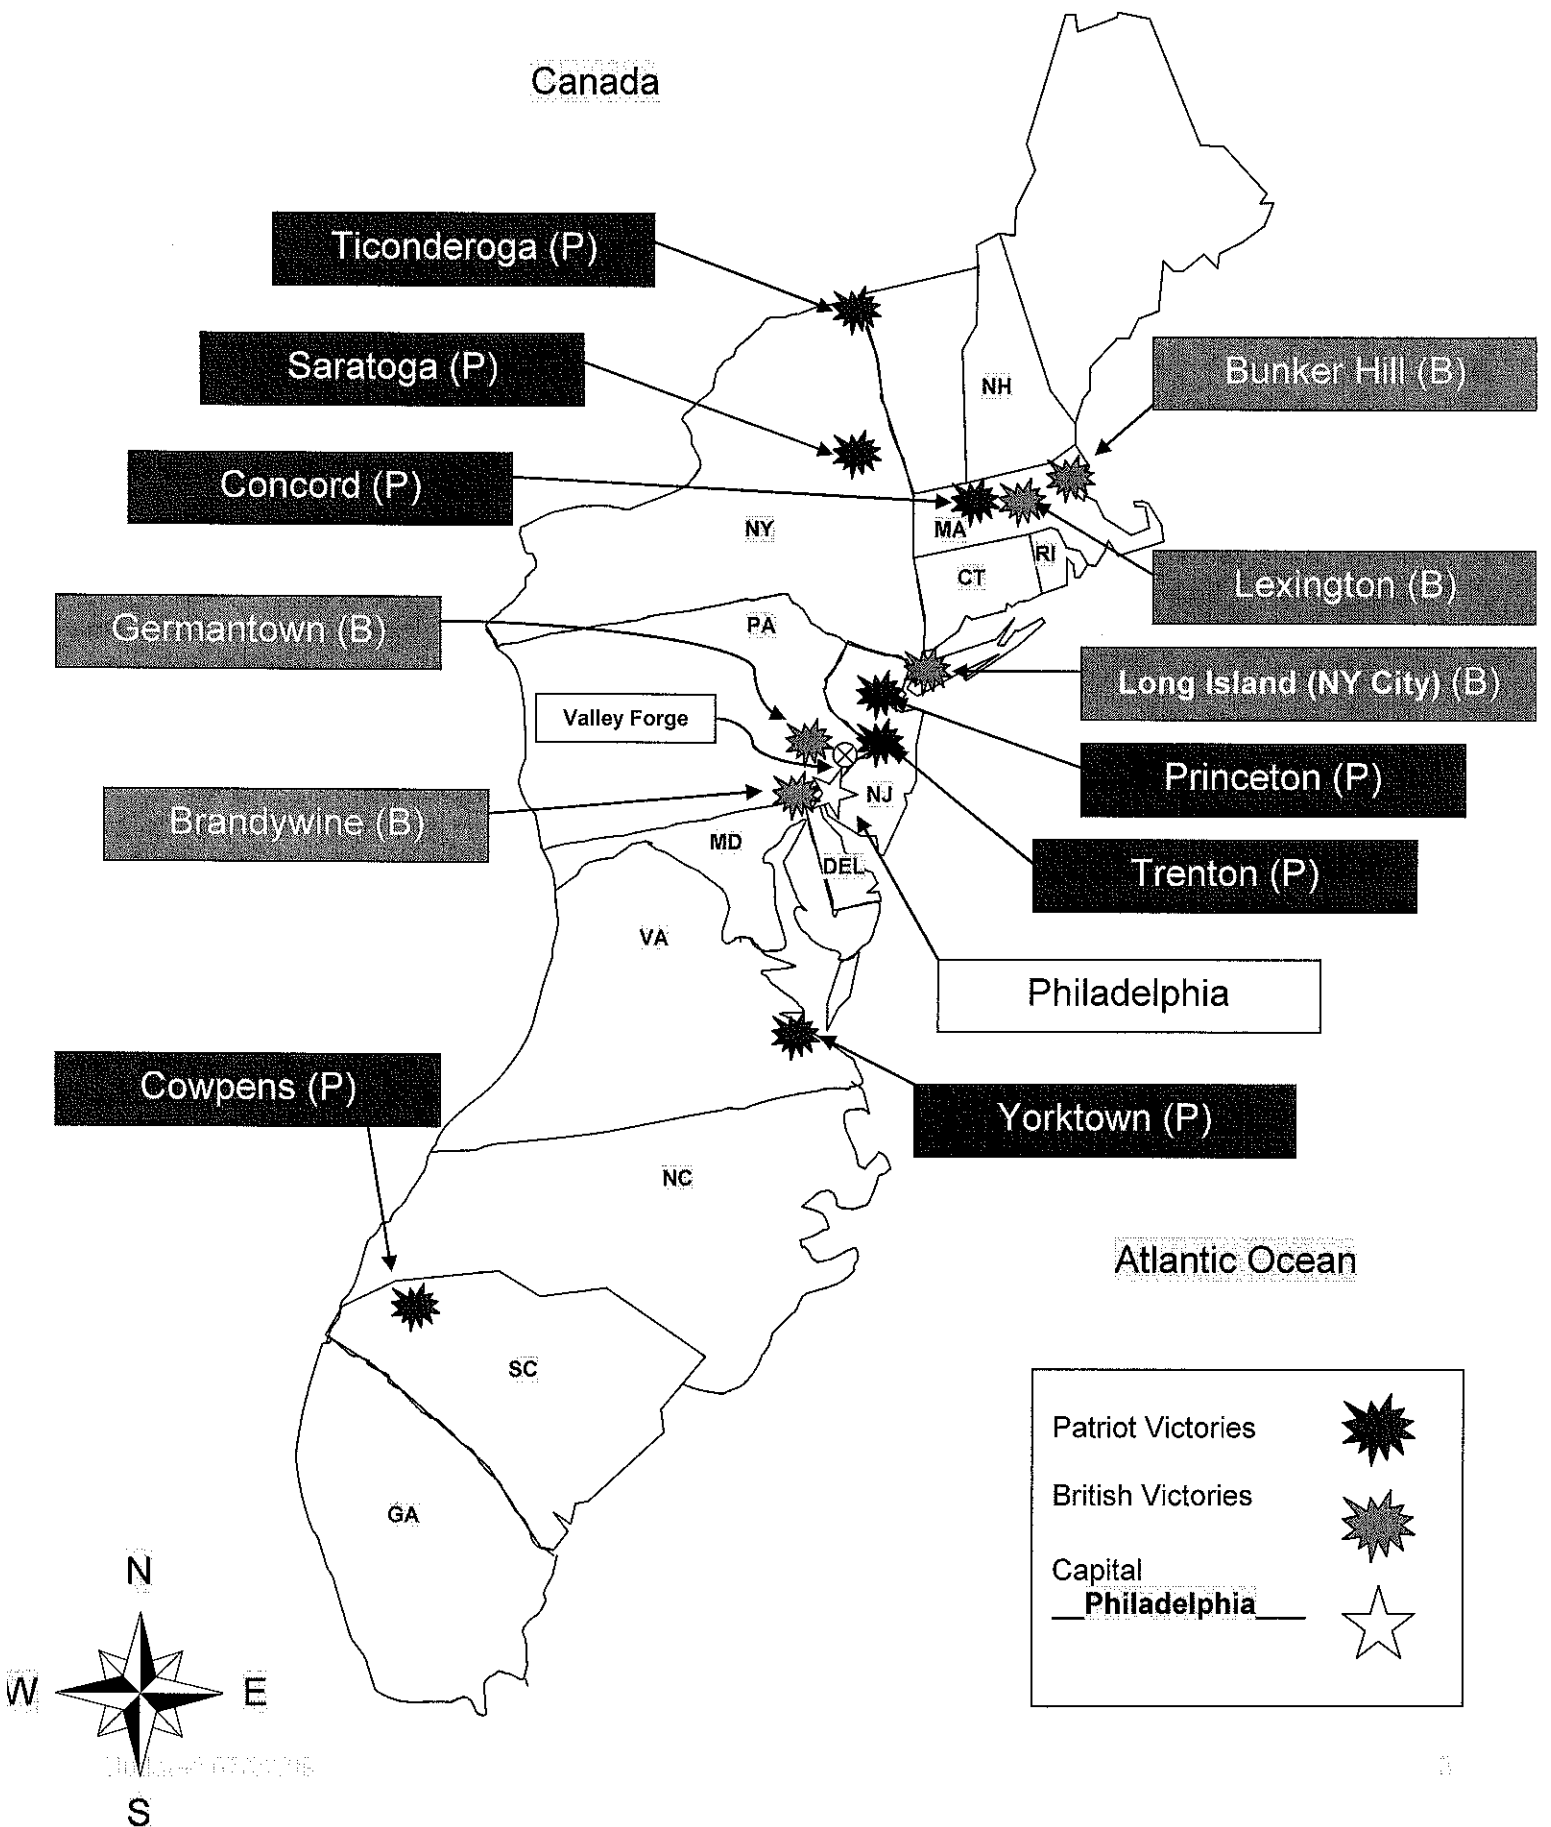 Canada
Ticonderoga (P)
Saratoga (P)
Bunker Hill (B)
NH
Concord (P)
NY
MA
RI
CT
Lexington (B)
Germantown (B)
PA
Long Island (NY City) (B)
Valley Forge
Princeton (P)
NJ
Brandywine (B)
MD
DEL
Trenton (P)
VA
Philadelphia
Cowpens (P)
Yorktown (P)
NC
Atlantic Ocean
SC
Patriot Victories
British Victories
GA
Capital
__Philadelphia___
N
W
E
S